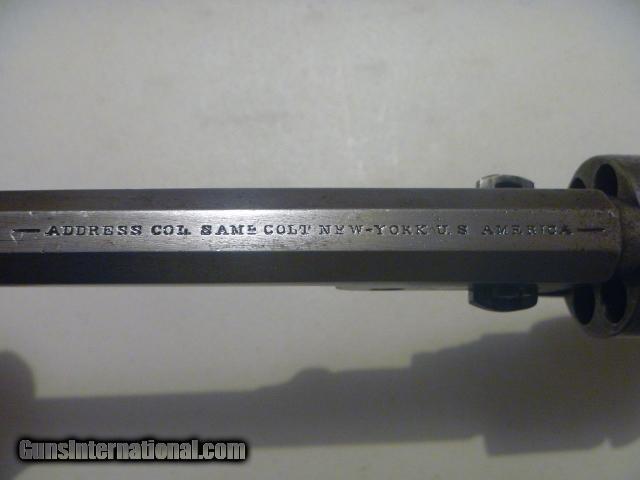 — ADDRESS COL. SAML COLT NEW-YORK U.S. AMERICA —
GunsInternational.com